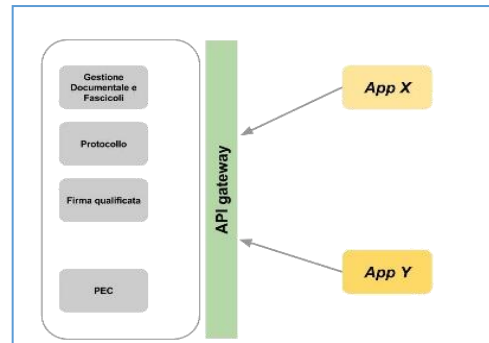 Gestione
Documentale e
Fascicoli
Protocollo
Firma qualificata
PEC
API gateway
App X
App Y